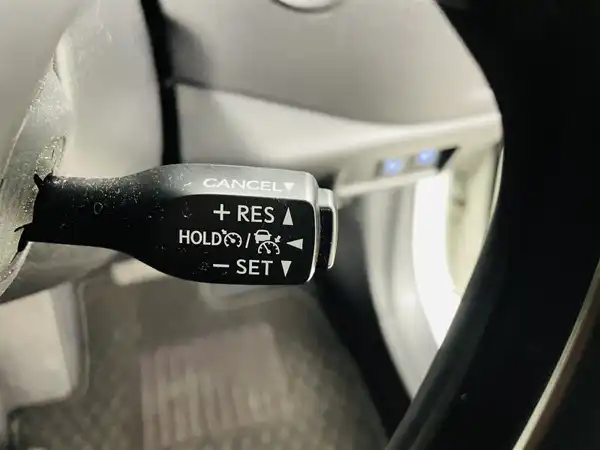 CANCEL▼
+ RES ▲
HOLD / ◀
− SET ▼